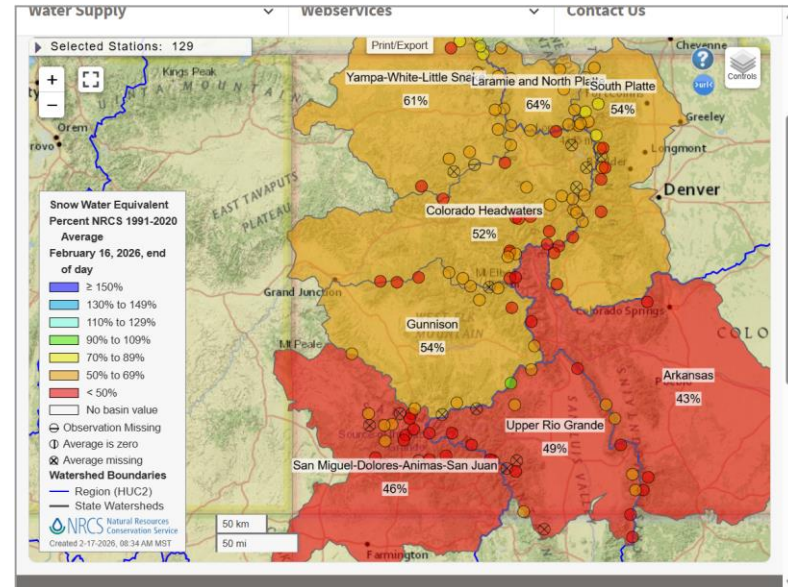 Water Supply
Webservices
Contact Us
Selected Stations: 129
Print/Export
Cheyenne
Controls
Kings Peak
Yampa-White-Little
Laramie and North
South Platte
61%
64%
54%
Greeley
Orem
Longmont
Denver
EAST TAVAPUTS
PLATEAU
Colorado Headwaters
52%
Grand Junction
Colorado Springs
Gunnison
54%
Mt Peale
Arkansas
43%
Upper Rio Grande
49%
San Miguel-Dolores-Animas-San Juan
46%
Farmington
Snow Water Equivalent
Percent NRCS 1991-2020
Average
February 16, 2026, end
of day
≥ 150%
130% to 149%
110% to 129%
90% to 109%
70% to 89%
50% to 69%
< 50%
No basin value
Observation Missing
Average is zero
Average missing
Watershed Boundaries
Region (HUC2)
State Watersheds
NRCS Natural Resources
Conservation Service
Created 2-17-2026, 08:34 AM MST
50 km
50 mi